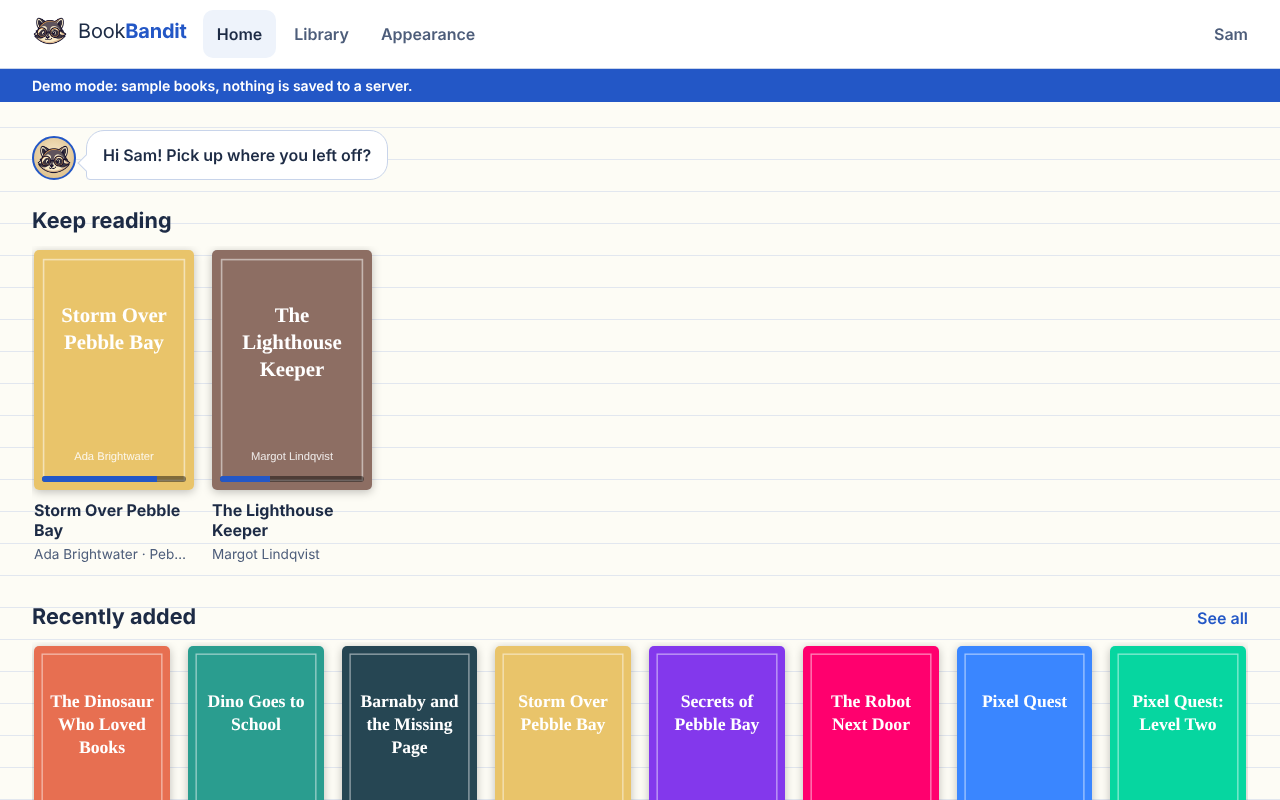 BookBandit
Home
Library
Appearance
Sam
Demo mode: sample books, nothing is saved to a server.
Hi Sam! Pick up where you left off?
Keep reading
Storm Over
Pebble Bay
Ada Brightwater
The
Lighthouse
Keeper
Margot Lindqvist
Storm Over Pebble
Bay
Ada Brightwater · Peb...
The Lighthouse
Keeper
Margot Lindqvist
Recently added
See all
The Dinosaur
Who Loved
Books
Dino Goes to
School
Barnaby and
the Missing
Page
Storm Over
Pebble Bay
Secrets of
Pebble Bay
The Robot
Next Door
Pixel Quest
Pixel Quest:
Level Two